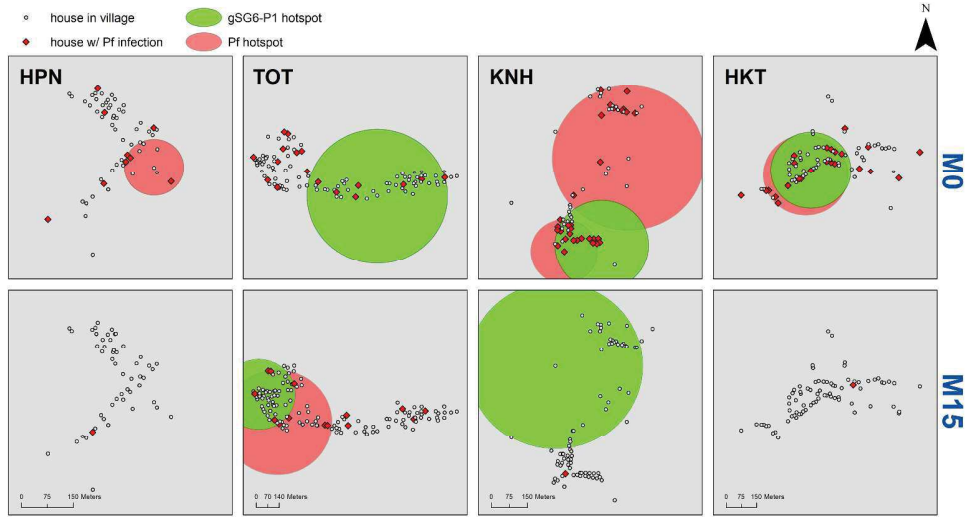 house in village
gSG6-P1 hotspot
N
house w/ Pf infection
Pf hotspot
HPN
TOT
KNH
HKT
M0
M15
0 75 150 Meters
0 70 140 Meters
0 75 150 Meters
0 75 150 Meters